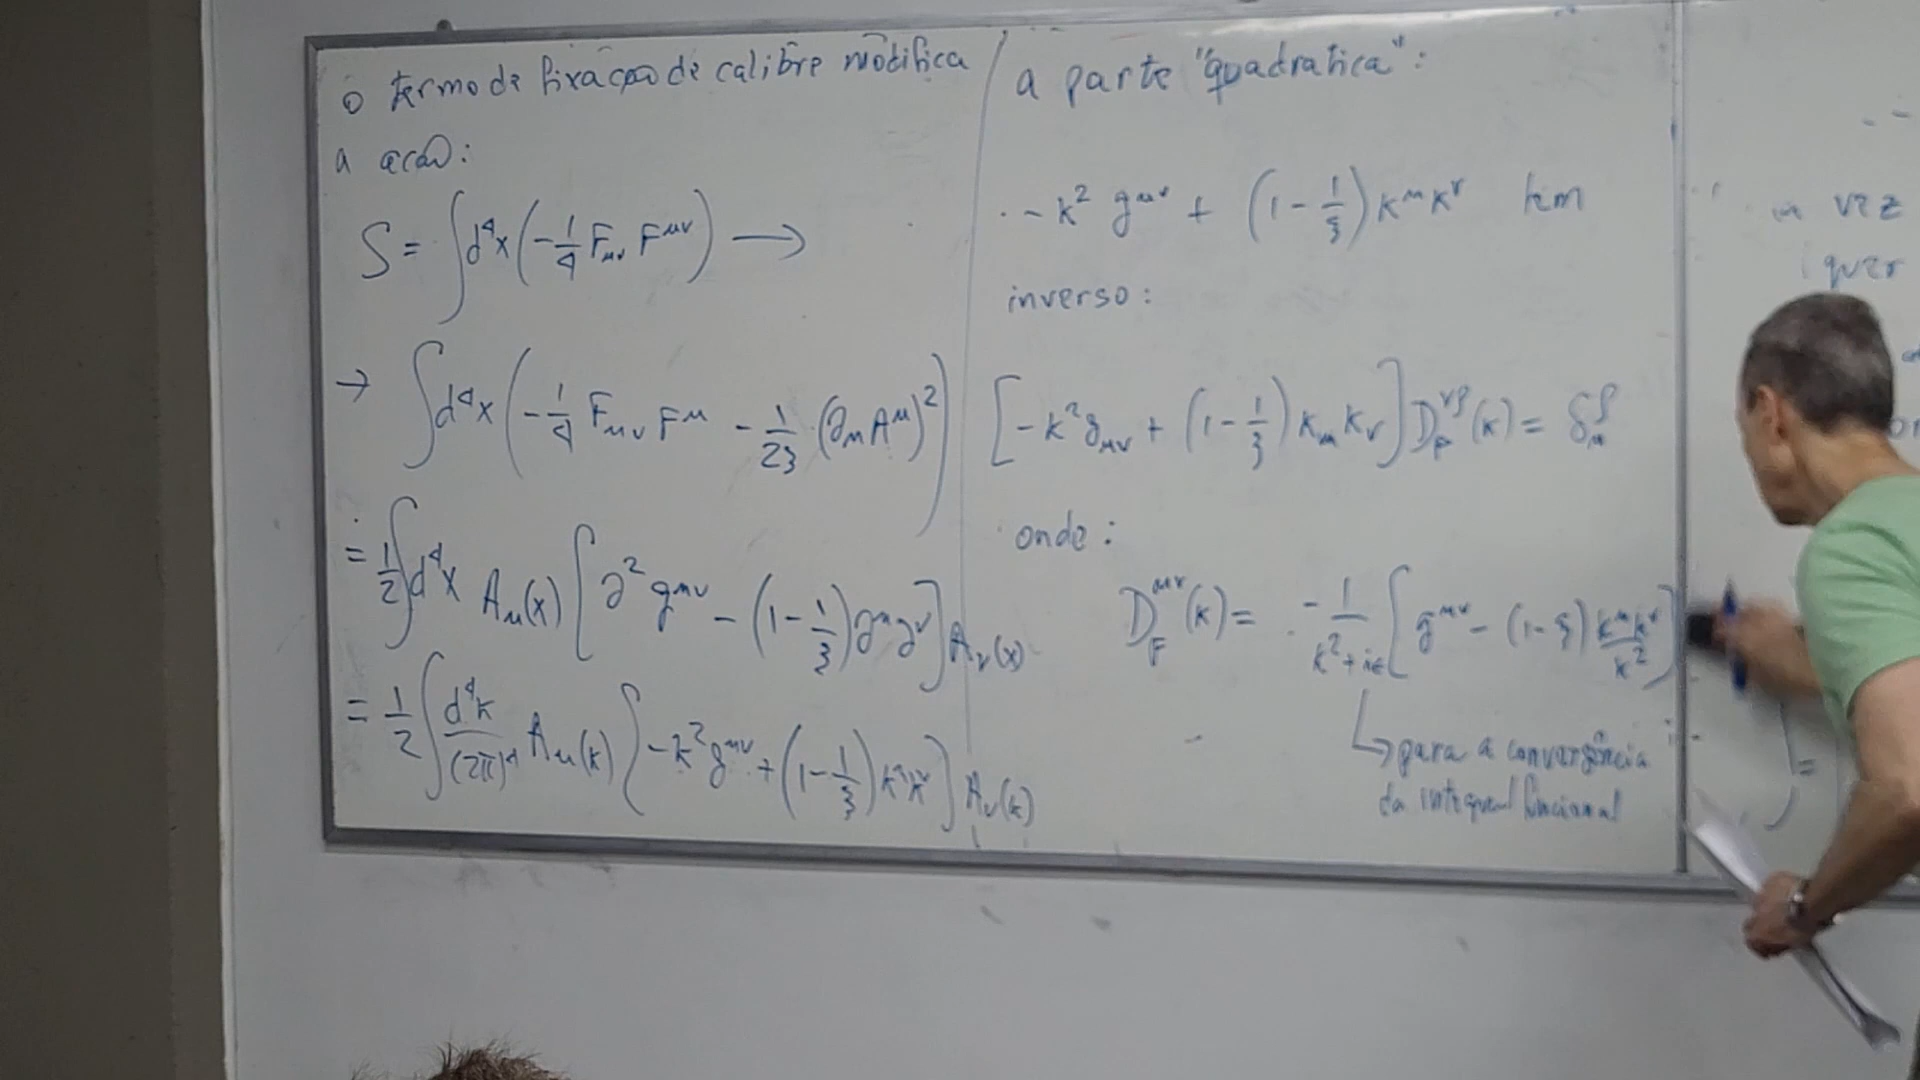 o termo de fixação de calibre modifica
a ação:
S = ∫d⁴x(-1/4 F_μν F^μν) →
→ ∫d⁴x(-1/4 F_μν F^μ - 1/2ξ (∂_μ A^μ)²)
= 1/2 ∫d⁴x A_μ(x) [∂² g^μν - (1 - 1/ξ)∂^μ∂^ν] A_ν(x)
= 1/2 ∫ d⁴k/(2π)⁴ A_μ(k) [-k² g^μν + (1 - 1/ξ)k^μ k^ν] A_ν(k)
a parte "quadratica":
-k² g^μν + (1 - 1/ξ) k^μ k^ν tem
inverso:
[-k² g_μν + (1 - 1/ξ) k_μ k_ν] D_F^νρ(k) = δ_μ^ρ
onde:
D_F^μν(k) = -1/(k² + iε) [g^μν - (1 - ξ) k^μ k^ν/k²]
↳ para a convergência
da integral funcional
vez
quer
=